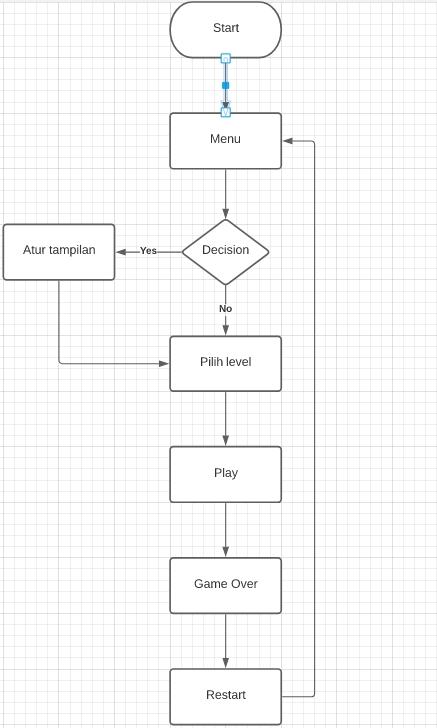 Start
Menu
Decision
Yes
Atur tampilan
No
Pilih level
Play
Game Over
Restart